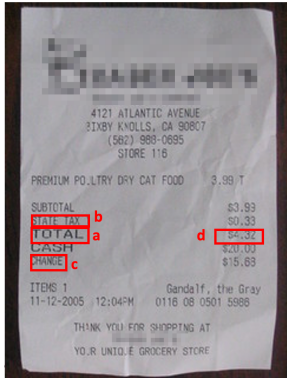 4121 ATLANTIC AVENUE
BIXBY KNOLLS, CA 90807
(562) 988-0695
STORE 116
PREMIUM POULTRY DRY CAT FOOD 3.99 T
SUBTOTAL $3.99
STATE TAX b $0.33
TOTAL a d $4.32
CASH $20.00
CHANGE c $15.68
ITEMS 1 Gandalf, the Gray
11-12-2005 12:04PM 0116 08 0501 5986
THANK YOU FOR SHOPPING AT
YOUR UNIQUE GROCERY STORE